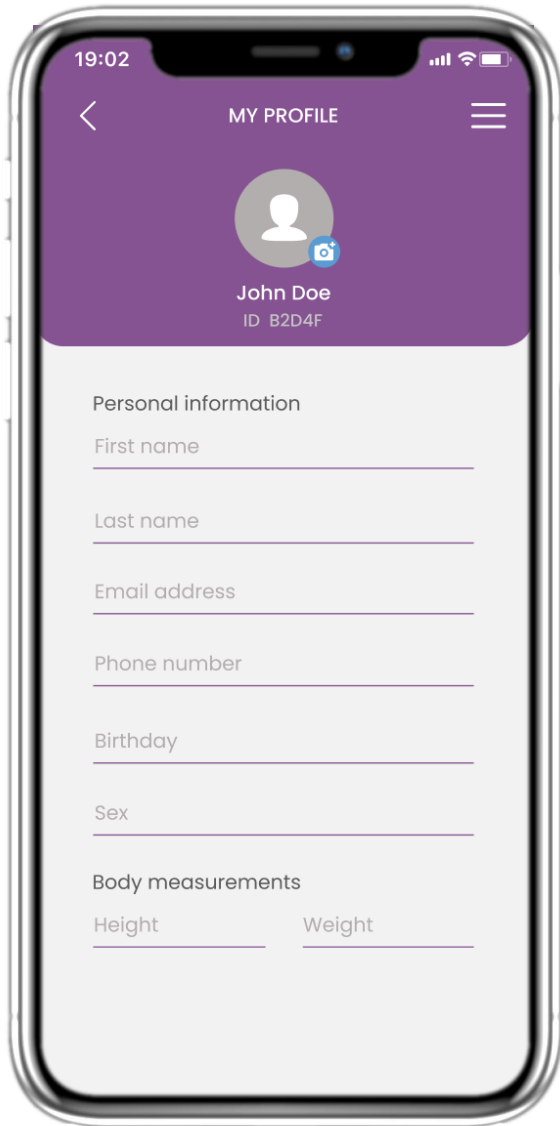 19:02
MY PROFILE
John Doe
ID B2D4F
Personal information
First name
Last name
Email address
Phone number
Birthday
Sex
Body measurements
Height Weight